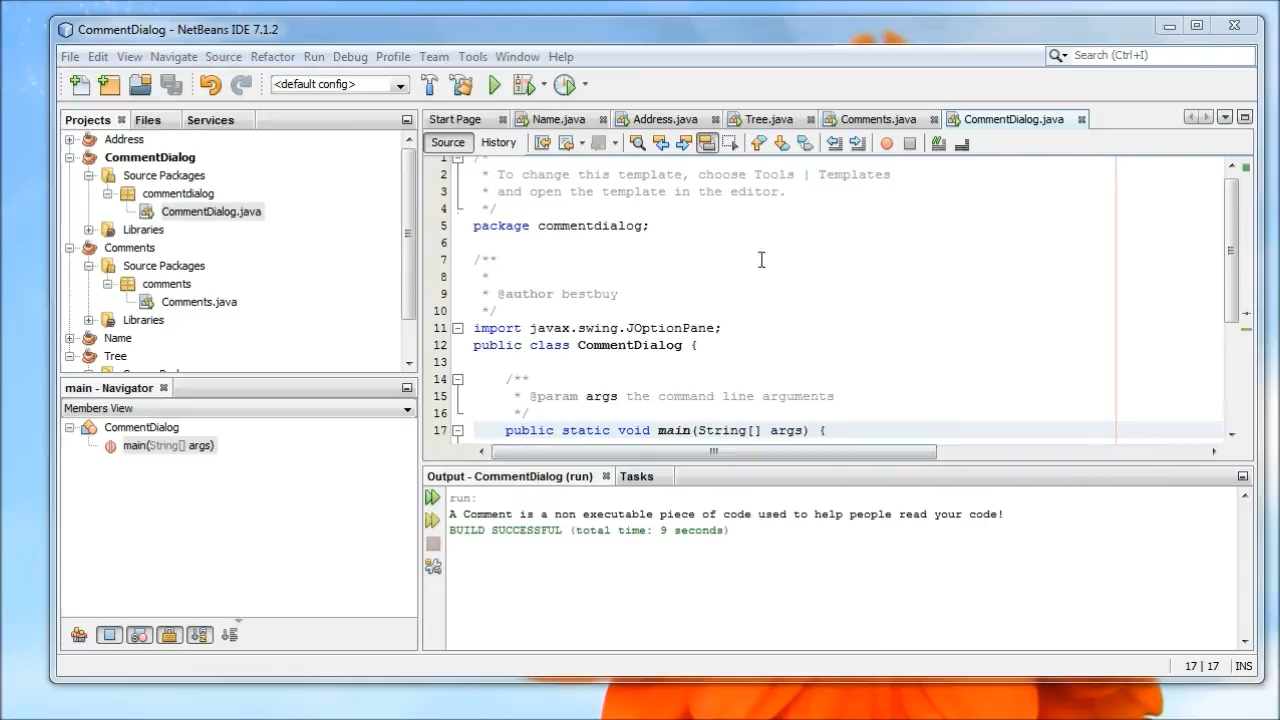 CommentDialog - NetBeans IDE 7.1.2
File Edit View Navigate Source Refactor Run Debug Profile Team Tools Window Help
Search (Ctrl+I)
<default config>
Projects Files Services
Address
CommentDialog
Source Packages
commentdialog
CommentDialog.java
Libraries
Comments
Source Packages
comments
Comments.java
Libraries
Name
Tree
main - Navigator
Members View
CommentDialog
main(String[] args)
Start Page Name.java Address.java Tree.java Comments.java CommentDialog.java
Source History
1 /*
2 * To change this template, choose Tools | Templates
3 * and open the template in the editor.
4 */
5 package commentdialog;
6
7 /**
8 *
9 * @author bestbuy
10 */
11 import javax.swing.JOptionPane;
12 public class CommentDialog {
13
14 /**
15 * @param args the command line arguments
16 */
17 public static void main(String[] args) {
Output - CommentDialog (run) Tasks
run:
A Comment is a non executable piece of code used to help people read your code!
BUILD SUCCESSFUL (total time: 9 seconds)
17 | 17 INS